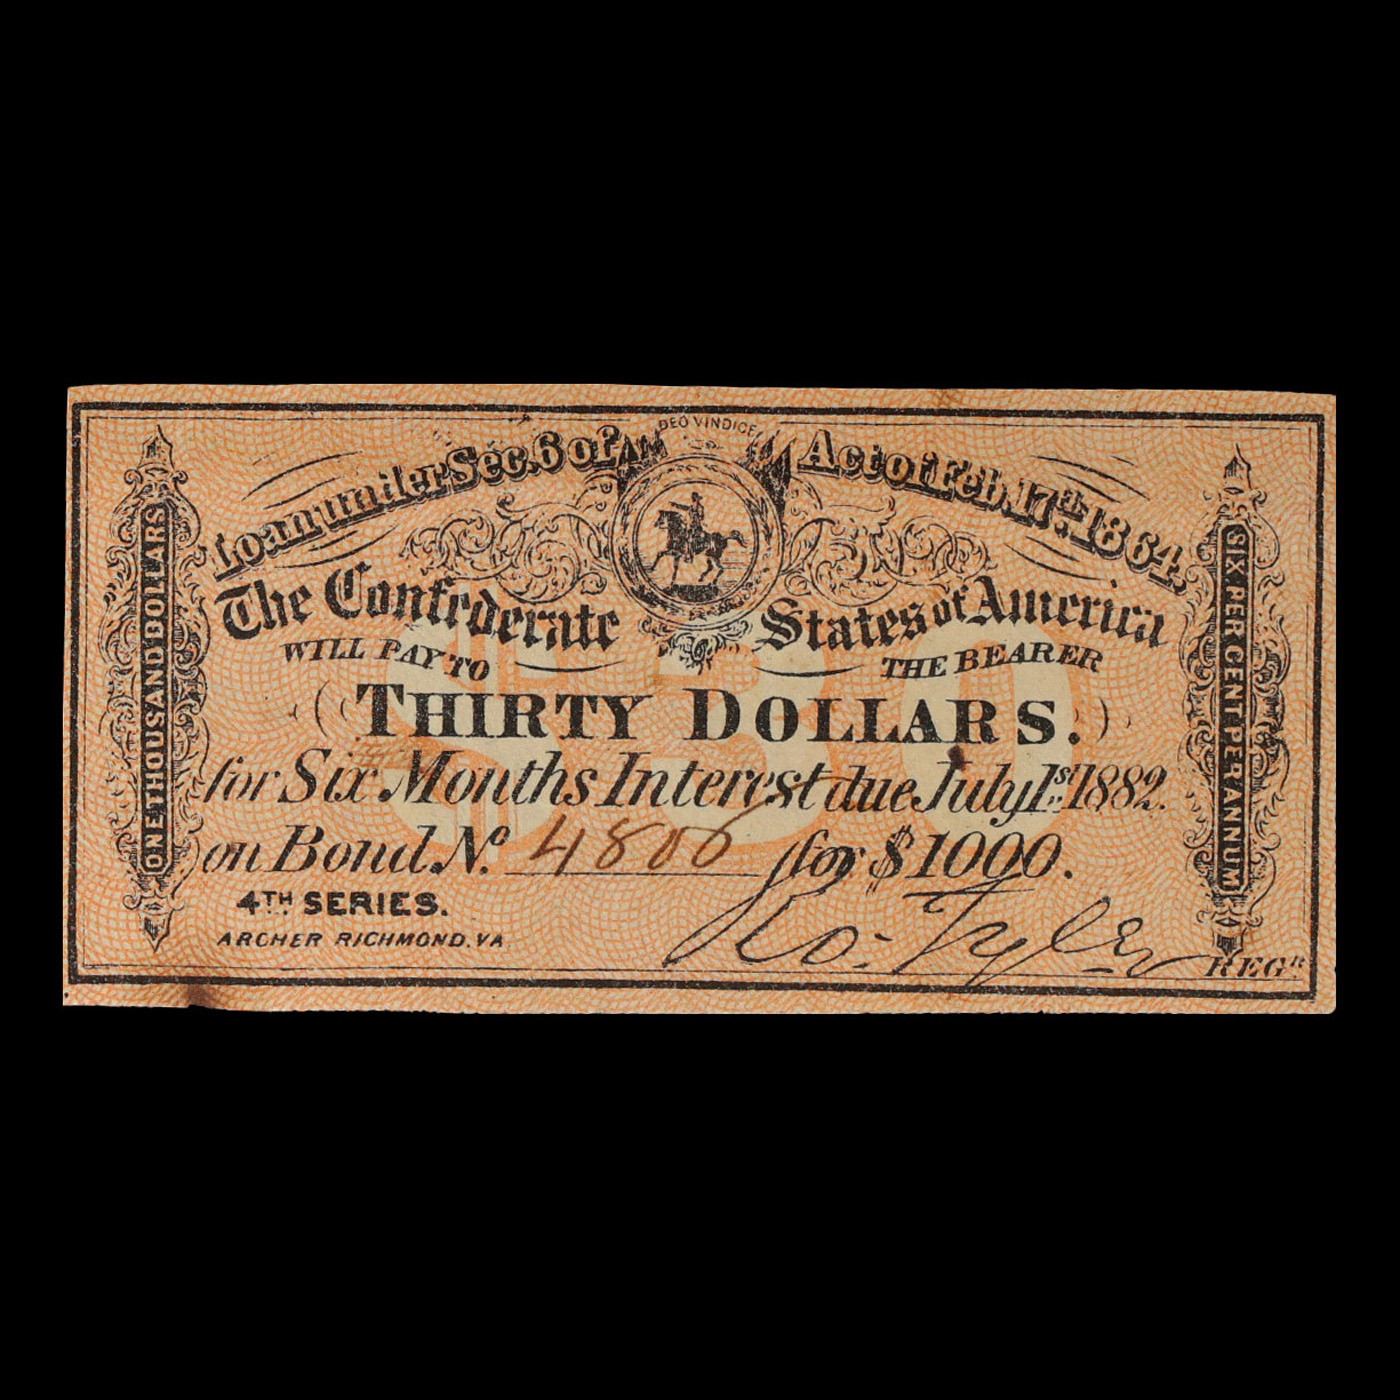 DEO VINDICE
Loan under Sec. 6 of Act of Feb. 17th 1864.
The Confederate States of America
WILL PAY TO THE BEARER
THIRTY DOLLARS.
for Six Months Interest due July 1st 1882.
on Bond No. 4806 for $1000.
4TH SERIES.
ARCHER RICHMOND. VA
Ro. Tyler REGR
ONE THOUSAND DOLLARS
SIX PER CENT PER ANNUM
$30